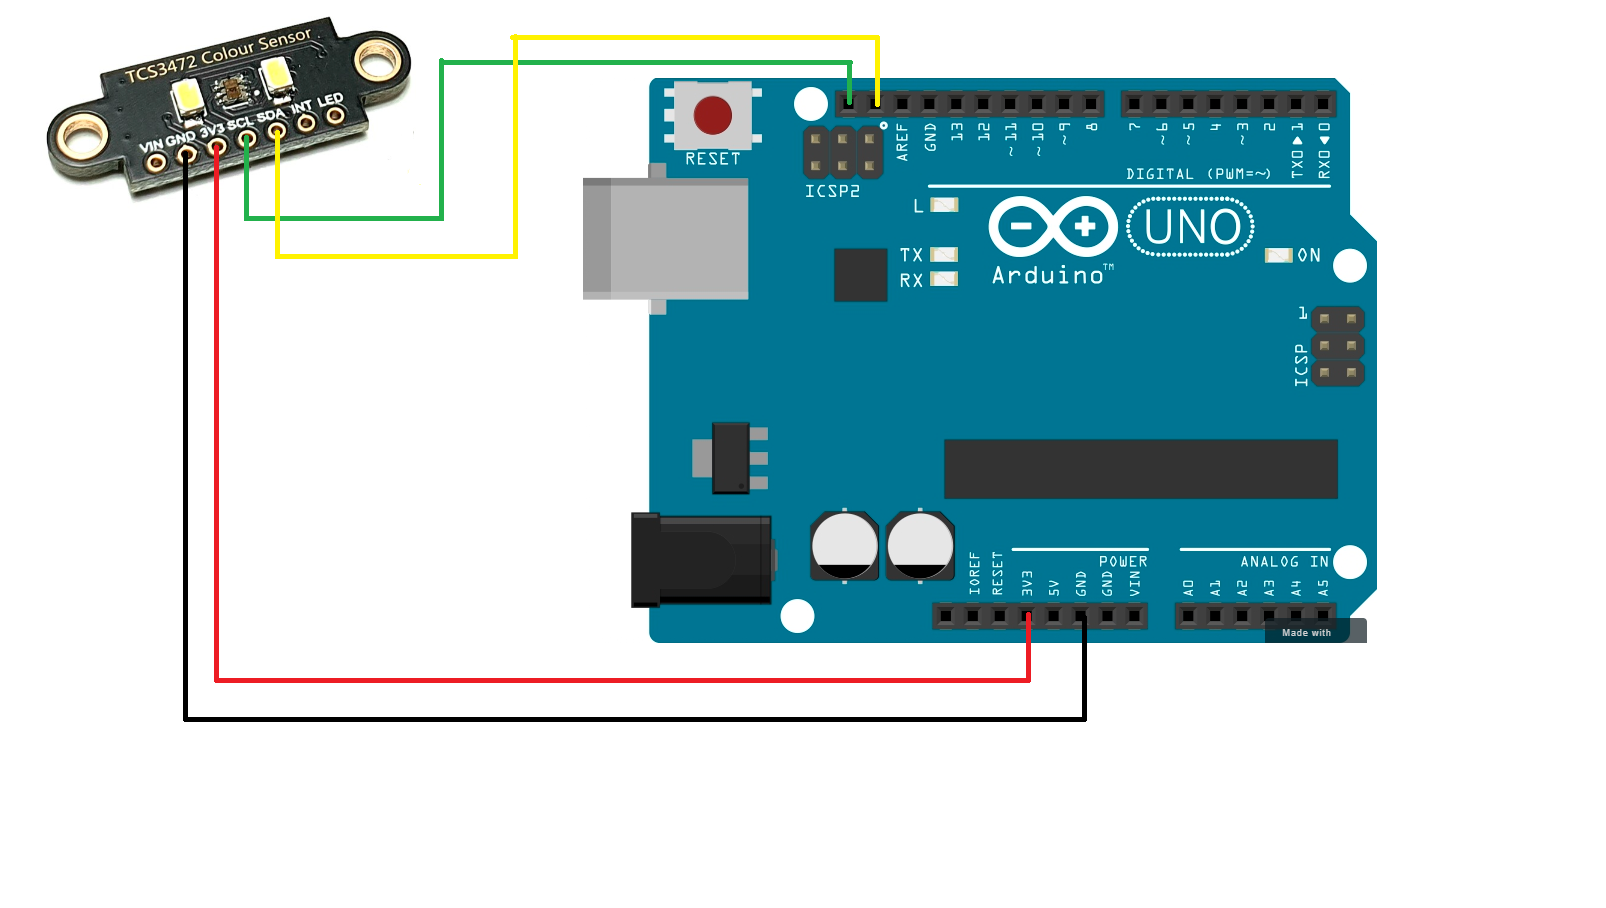 TCS3472 Colour Sensor
VIN GND 3V3 SCL SDA INT LED
RESET
ICSP2
AREF
GND
13
12
~11
~10
~9
8
7
~6
~5
4
~3
2
TX0▶1
RX0◀0
DIGITAL (PWM=~)
L
TX
RX
UNO
Arduino™
ON
1
ICSP
IOREF
RESET
3V3
5V
GND
GND
VIN
POWER
ANALOG IN
A0
A1
A2
A3
A4
A5
Made with